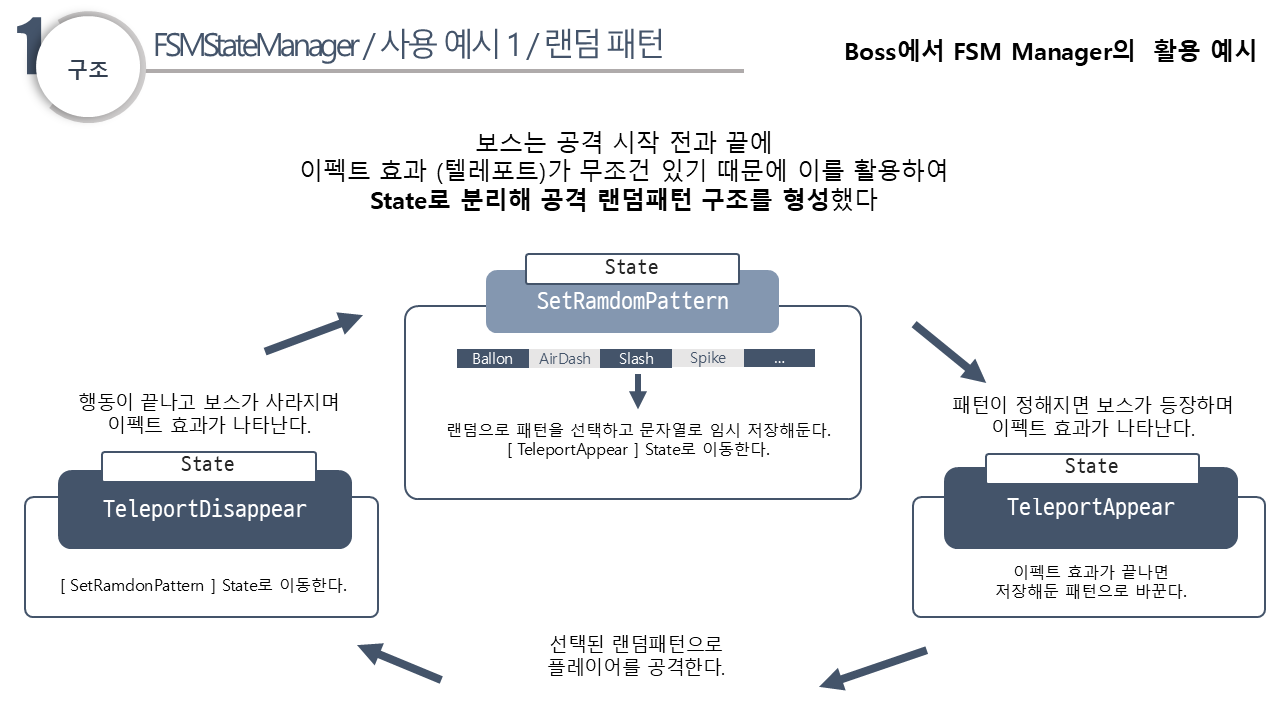 1
구조
FSMStateManager / 사용 예시 1 / 랜덤 패턴
Boss에서 FSM Manager의 활용 예시
보스는 공격 시작 전과 끝에
이펙트 효과 (텔레포트)가 무조건 있기 때문에 이를 활용하여
State로 분리해 공격 랜덤패턴 구조를 형성했다
State
SetRamdomPattern
Ballon AirDash Slash Spike ...
랜덤으로 패턴을 선택하고 문자열로 임시 저장해둔다.
[ TeleportAppear ] State로 이동한다.
행동이 끝나고 보스가 사라지며
이펙트 효과가 나타난다.
State
TeleportDisappear
[ SetRamdonPattern ] State로 이동한다.
패턴이 정해지면 보스가 등장하며
이펙트 효과가 나타난다.
State
TeleportAppear
이펙트 효과가 끝나면
저장해둔 패턴으로 바꾼다.
선택된 랜덤패턴으로
플레이어를 공격한다.